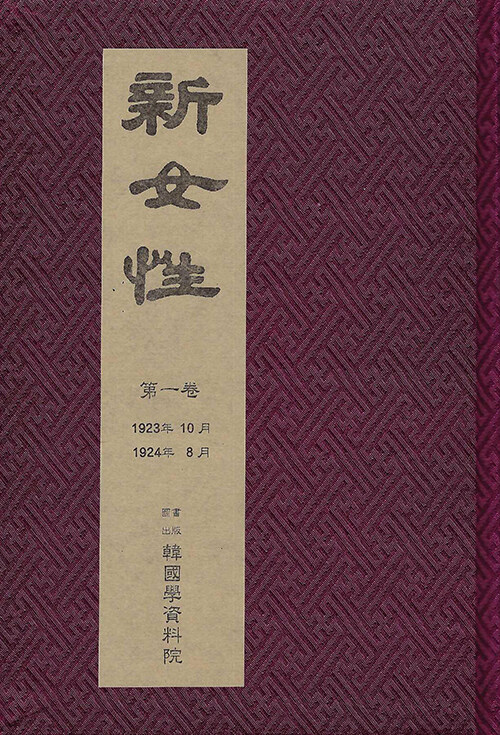 新女性
第一卷
1923年 10月
1924年 8月
圖書
出版
韓國學資料院